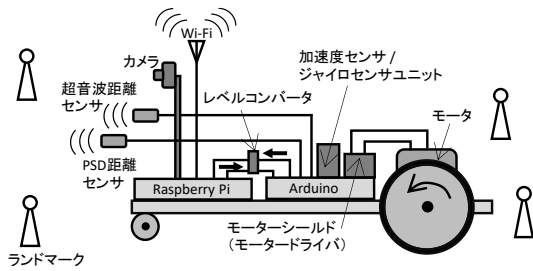 Wi-Fi
カメラ
加速度センサ /
ジャイロセンサユニット
超音波距離
センサ
レベルコンバータ
モータ
PSD距離
センサ
Raspberry Pi
Arduino
モーターシールド
(モータードライバ)
ランドマーク